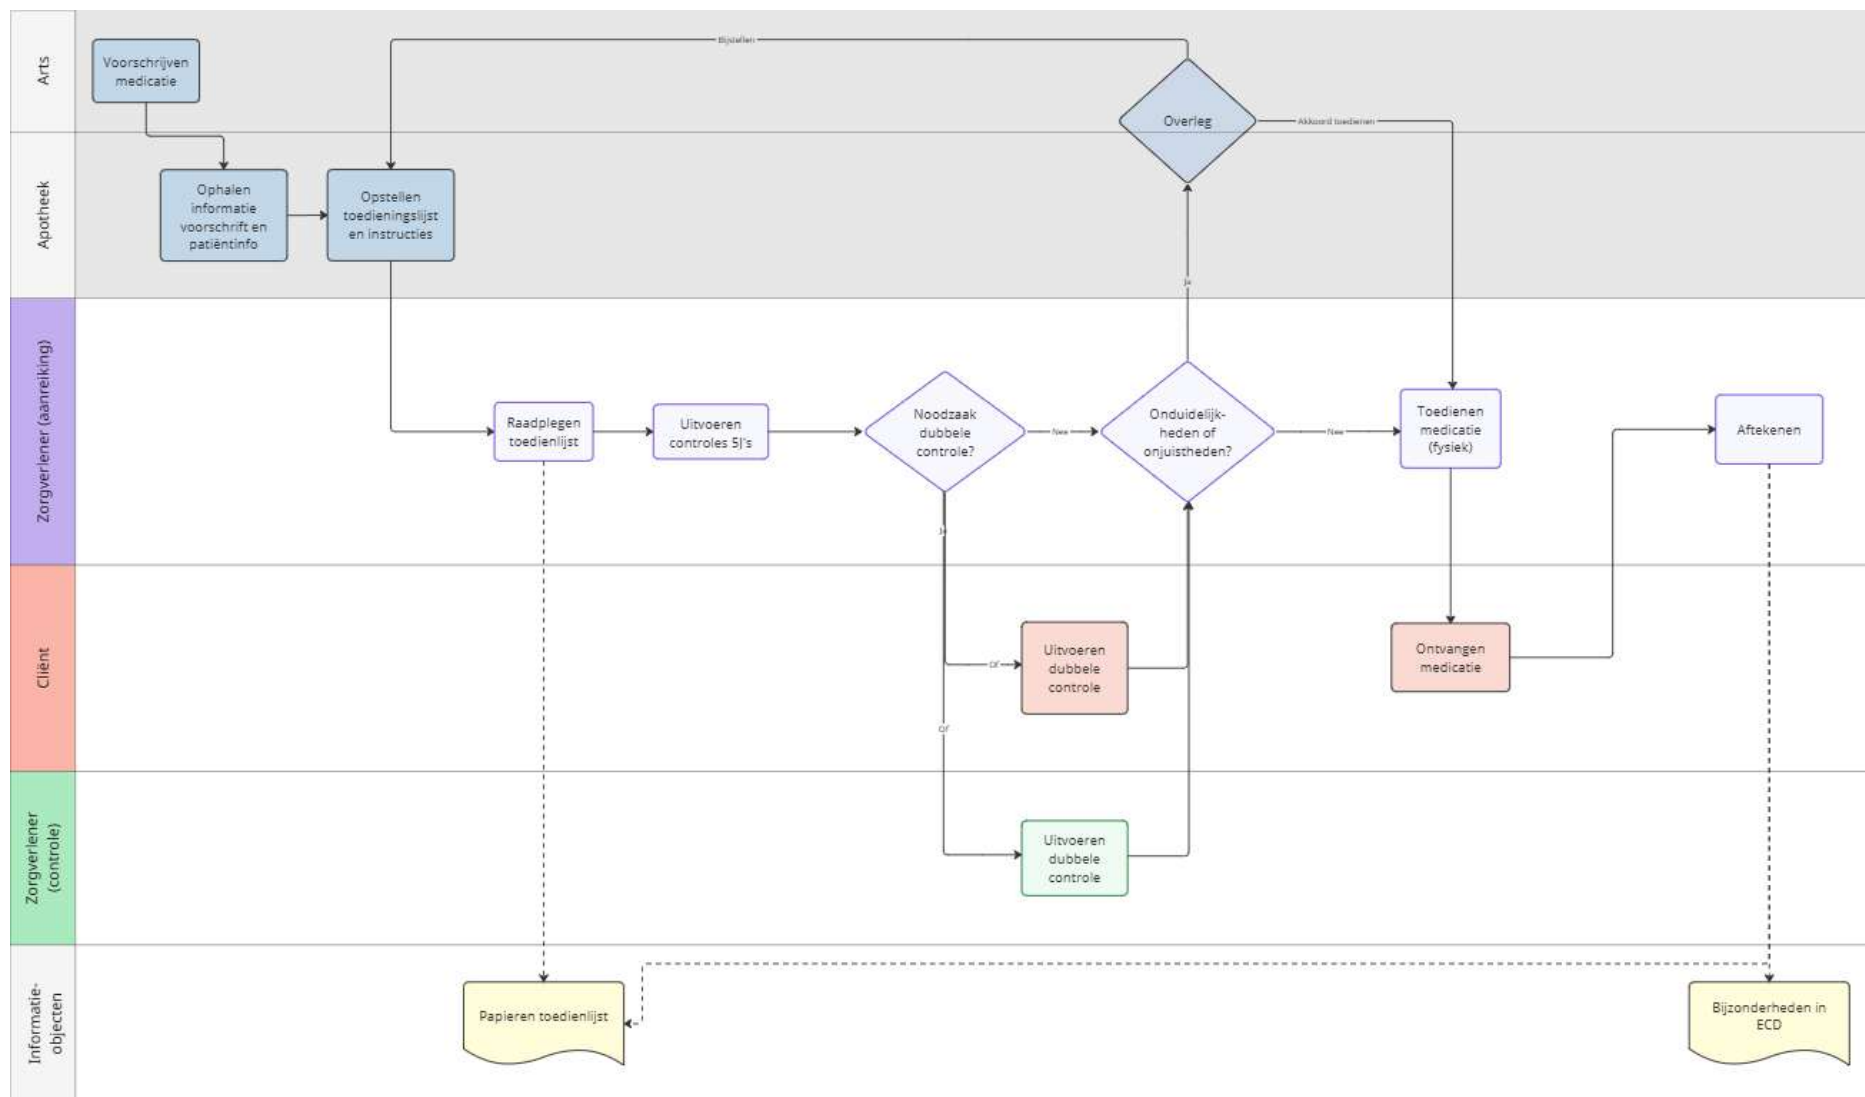 Arts
Voorschrijven
medicatie
Bijstellen
Overleg
Akkoord toedienen
Apotheek
Ophalen
informatie
voorschrift en
patiëntinfo
Opstellen
toedieningslijst
en instructies
Ja
Zorgverlener (aanreiking)
Raadplegen
toedienlijst
Uitvoeren
controles 5J's
Noodzaak
dubbele
controle?
Nee
Onduidelijk-
heden of
onjuistheden?
Nee
Toedienen
medicatie
(fysiek)
Aftekenen
Ja
Cliënt
Of
Uitvoeren
dubbele
controle
Ontvangen
medicatie
Of
Zorgverlener
(controle)
Uitvoeren
dubbele
controle
Informatie-
objecten
Papieren toedienlijst
Bijzonderheden in
ECD